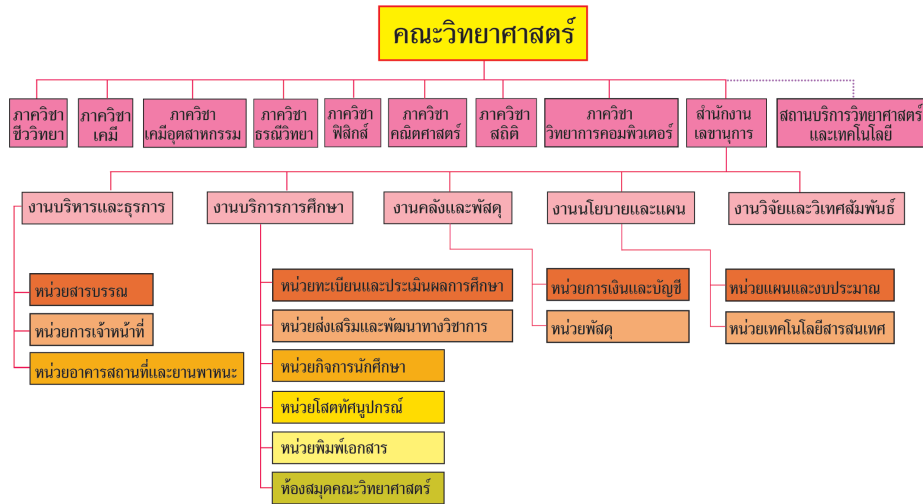 คณะวิทยาศาสตร์
ภาควิชา
ชีววิทยา
ภาควิชา
เคมี
ภาควิชา
เคมีอุตสาหกรรม
ภาควิชา
ธรณีวิทยา
ภาควิชา
ฟิสิกส์
ภาควิชา
คณิตศาสตร์
ภาควิชา
สถิติ
ภาควิชา
วิทยาการคอมพิวเตอร์
สำนักงาน
เลขานุการ
สถานบริการวิทยาศาสตร์
และเทคโนโลยี
งานบริหารและธุรการ
งานบริการการศึกษา
งานคลังและพัสดุ
งานนโยบายและแผน
งานวิจัยและวิเทศสัมพันธ์
หน่วยสารบรรณ
หน่วยการเจ้าหน้าที่
หน่วยอาคารสถานที่และยานพาหนะ
หน่วยทะเบียนและประเมินผลการศึกษา
หน่วยส่งเสริมและพัฒนาทางวิชาการ
หน่วยกิจการนักศึกษา
หน่วยโสตทัศนูปกรณ์
หน่วยพิมพ์เอกสาร
ห้องสมุดคณะวิทยาศาสตร์
หน่วยการเงินและบัญชี
หน่วยพัสดุ
หน่วยแผนและงบประมาณ
หน่วยเทคโนโลยีสารสนเทศ